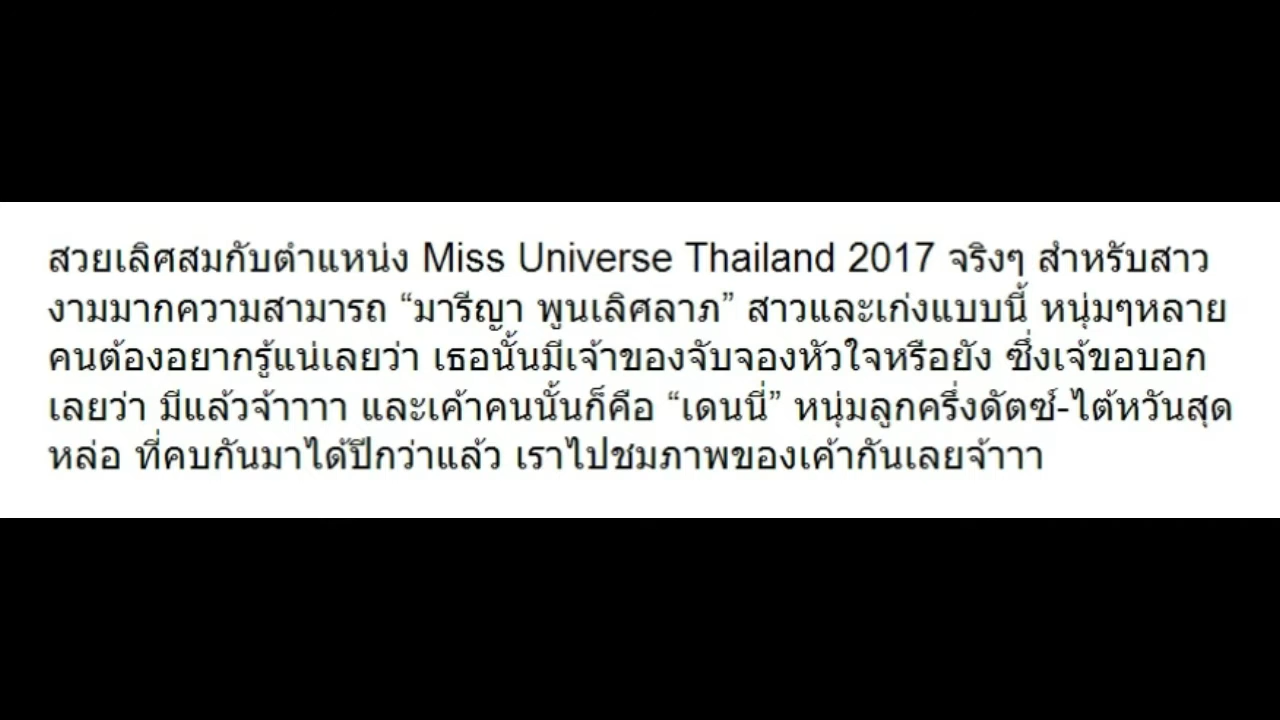 สวยเลิศสมกับตำแหน่ง Miss Universe Thailand 2017 จริงๆ สำหรับสาว
งามมากความสามารถ “มารีญา พูนเลิศลาภ” สาวและเก่งแบบนี้ หนุ่มๆหลาย
คนต้องอยากรู้แน่เลยว่า เธอนั้นมีเจ้าของจับจองหัวใจหรือยัง ซึ่งเจ้ขอบอก
เลยว่า มีแล้วจ้าาาา และเค้าคนนั้นก็คือ “เดนนี่” หนุ่มลูกครึ่งดัตซ์-ไต้หวันสุด
หล่อ ที่คบกันมาได้ปีกว่าแล้ว เราไปชมภาพของเค้ากันเลยจ้าาา